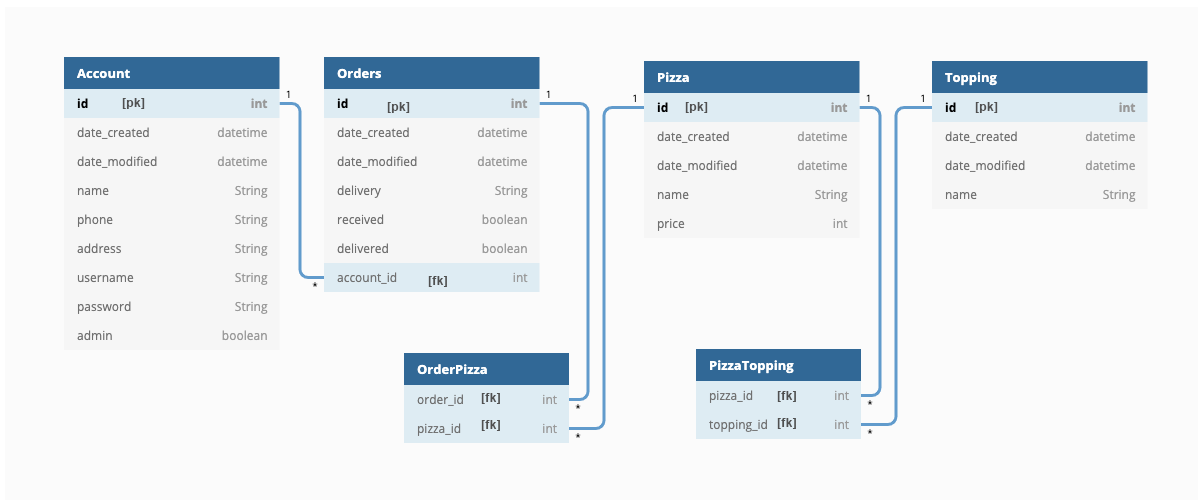 Account
id [pk] int
date_created datetime
date_modified datetime
name String
phone String
address String
username String
password String
admin boolean
1
*
Orders
id [pk] int
date_created datetime
date_modified datetime
delivery String
received boolean
delivered boolean
account_id [fk] int
1
1
Pizza
id [pk] int
date_created datetime
date_modified datetime
name String
price int
1
1
Topping
id [pk] int
date_created datetime
date_modified datetime
name String
OrderPizza
order_id [fk] int
*
pizza_id [fk] int
*
PizzaTopping
pizza_id [fk] int
*
topping_id [fk] int
*